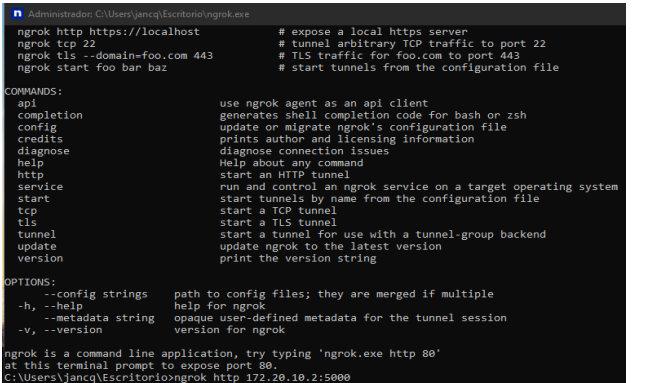 n Administrador: C:\Users\jancq\Escritorio\ngrok.exe
ngrok http https://localhost # expose a local https server
ngrok tcp 22 # tunnel arbitrary TCP traffic to port 22
ngrok tls --domain=foo.com 443 # TLS traffic for foo.com to port 443
ngrok start foo bar baz # start tunnels from the configuration file
COMMANDS:
api use ngrok agent as an api client
completion generates shell completion code for bash or zsh
config update or migrate ngrok's configuration file
credits prints author and licensing information
diagnose diagnose connection issues
help Help about any command
http start an HTTP tunnel
service run and control an ngrok service on a target operating system
start start tunnels by name from the configuration file
tcp start a TCP tunnel
tls start a TLS tunnel
tunnel start a tunnel for use with a tunnel-group backend
update update ngrok to the latest version
version print the version string
OPTIONS:
--config strings path to config files; they are merged if multiple
-h, --help help for ngrok
--metadata string opaque user-defined metadata for the tunnel session
-v, --version version for ngrok
ngrok is a command line application, try typing 'ngrok.exe http 80'
at this terminal prompt to expose port 80.
C:\Users\jancq\Escritorio>ngrok http 172.20.10.2:5000